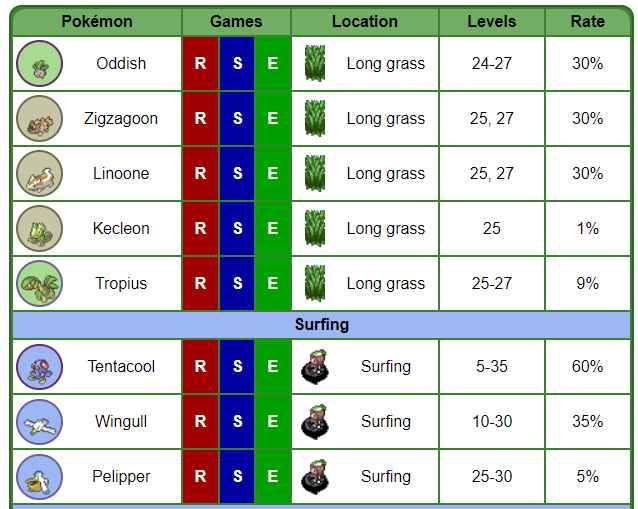 Pokémon Games Location Levels Rate
Oddish R S E Long grass 24-27 30%
Zigzagoon R S E Long grass 25, 27 30%
Linoone R S E Long grass 25, 27 30%
Kecleon R S E Long grass 25 1%
Tropius R S E Long grass 25-27 9%
Surfing
Tentacool R S E Surfing 5-35 60%
Wingull R S E Surfing 10-30 35%
Pelipper R S E Surfing 25-30 5%